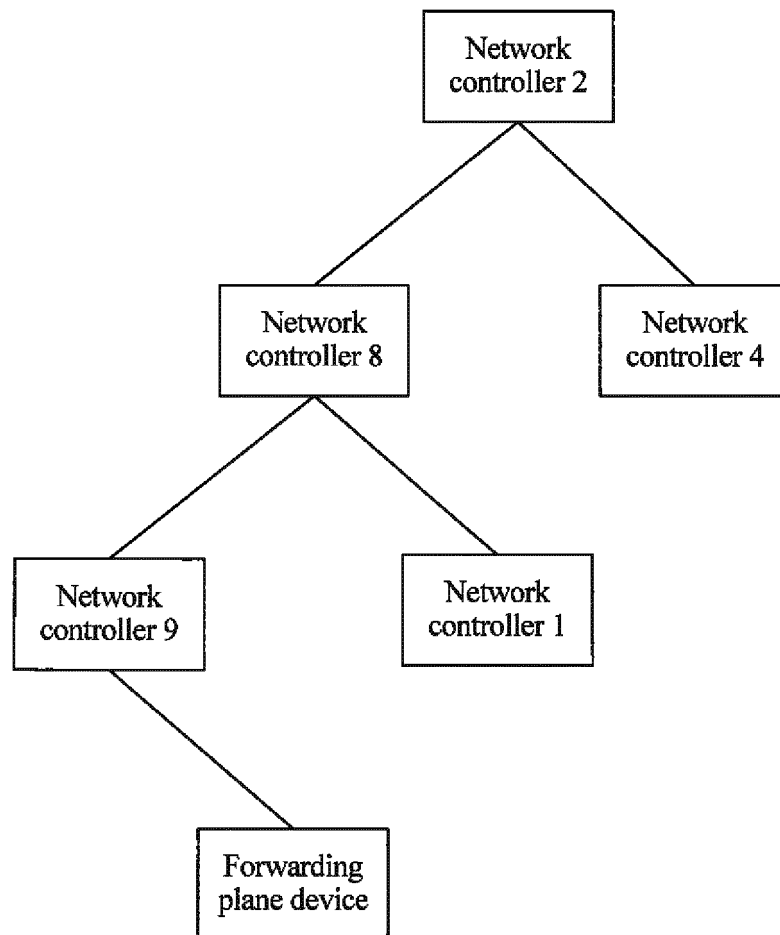 Network
controller 2
Network
controller 8
Network
controller 4
Network
controller 9
Network
controller 1
Forwarding
plane device